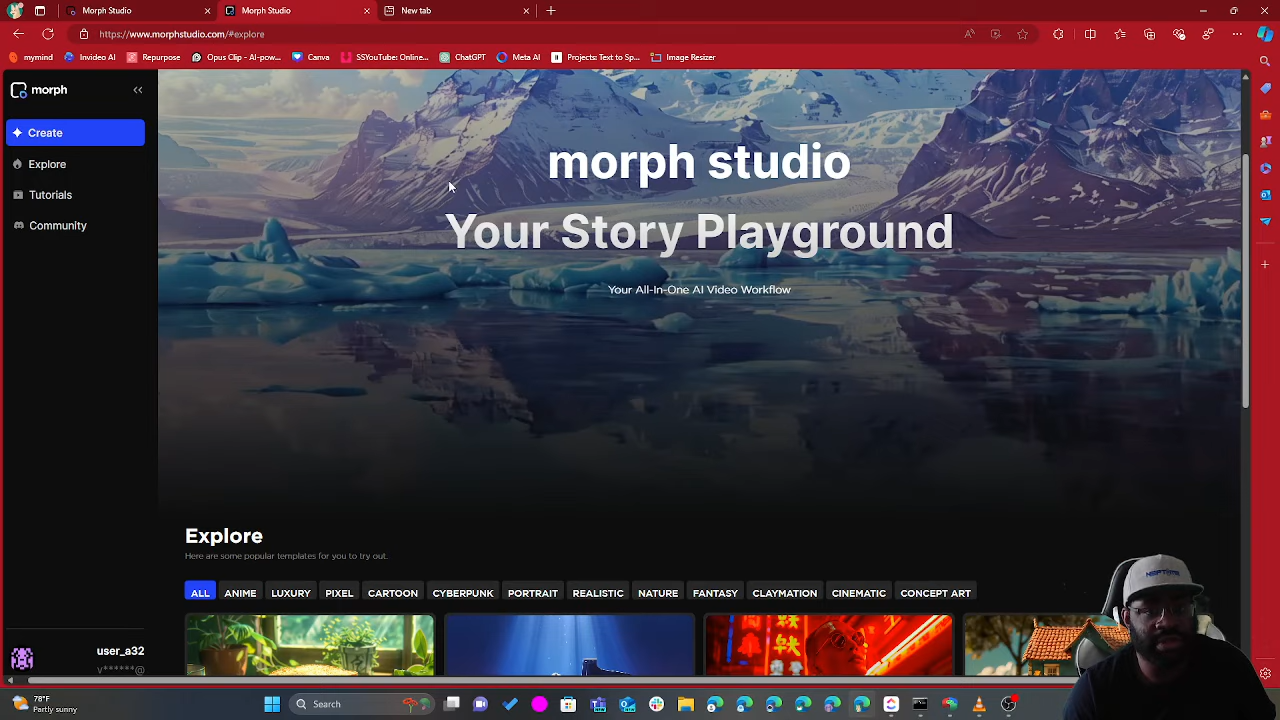 Morph Studio
Morph Studio
New tab
https://www.morphstudio.com/#explore
mymind
Invideo AI
Repurpose
Opus Clip - AI-pow...
Canva
SSYouTube: Online...
ChatGPT
Meta AI
Projects: Text to Sp...
Image Resizer
morph
Create
Explore
Tutorials
Community
morph studio
Your Story Playground
Your All-In-One AI Video Workflow
Explore
Here are some popular templates for you to try out.
ALL
ANIME
LUXURY
PIXEL
CARTOON
CYBERPUNK
PORTRAIT
REALISTIC
NATURE
FANTASY
CLAYMATION
CINEMATIC
CONCEPT ART
user_a32
v******@
78°F
Partly sunny
Search